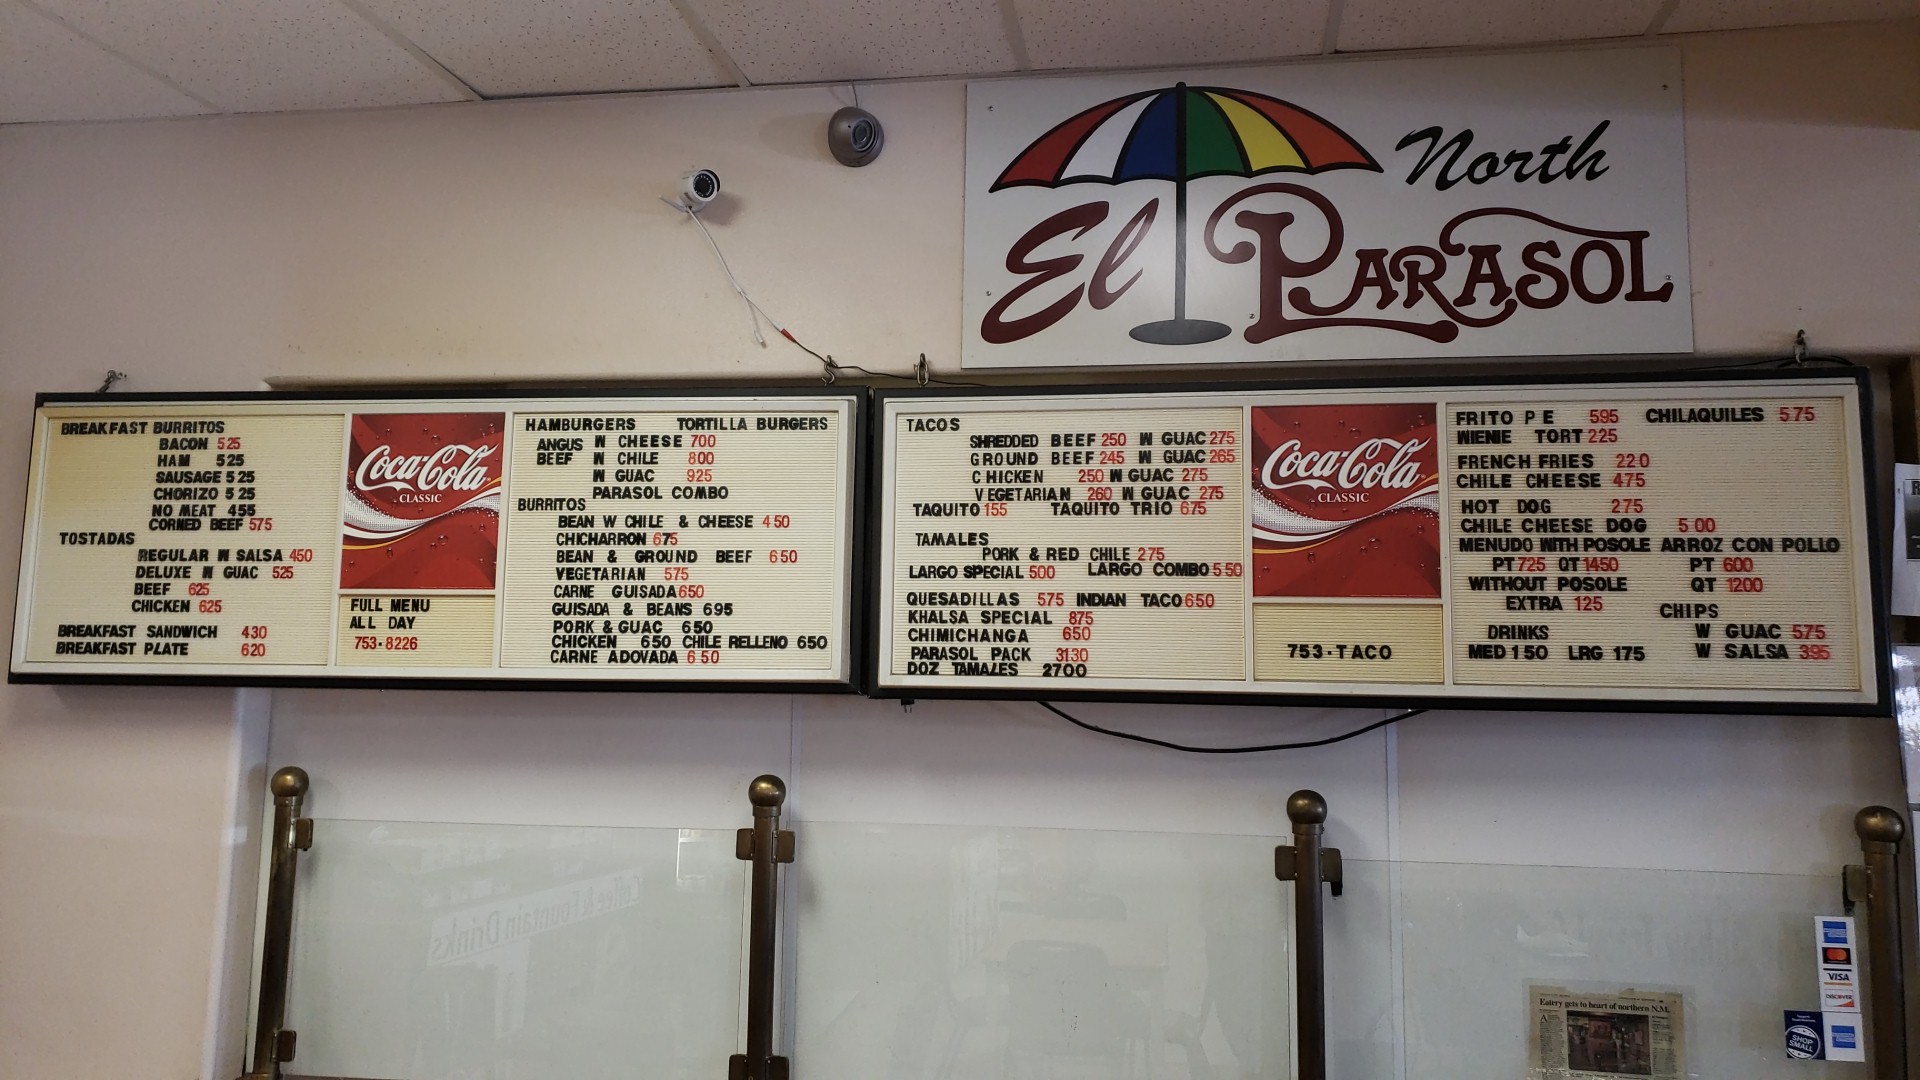 North
El PARASOL
BREAKFAST BURRITOS
BACON 525
HAM 525
SAUSAGE 525
CHORIZO 525
NO MEAT 455
CORNED BEEF 575
TOSTADAS
REGULAR W SALSA 450
DELUXE W GUAC 525
BEEF 625
CHICKEN 625
BREAKFAST SANDWICH 430
BREAKFAST PLATE 620
Coca-Cola
CLASSIC
FULL MENU
ALL DAY
753-8226
HAMBURGERS TORTILLA BURGERS
ANGUS W CHEESE 700
BEEF W CHILE 800
W GUAC 925
PARASOL COMBO
BURRITOS
BEAN W CHILE & CHEESE 450
CHICHARRON 675
BEAN & GROUND BEEF 650
VEGETARIAN 575
CARNE GUISADA 650
GUISADA & BEANS 695
PORK & GUAC 650
CHICKEN 650 CHILE RELLENO 650
CARNE ADOVADA 650
TACOS
SHREDDED BEEF 250 W GUAC 275
GROUND BEEF 245 W GUAC 265
CHICKEN 250 W GUAC 275
VEGETARIAN 260 W GUAC 275
TAQUITO 155 TAQUITO TRIO 675
TAMALES
PORK & RED CHILE 275
LARGO SPECIAL 500 LARGO COMBO 550
QUESADILLAS 575 INDIAN TACO 650
KHALSA SPECIAL 875
CHIMICHANGA 650
PARASOL PACK 3130
DOZ TAMALES 2700
Coca-Cola
CLASSIC
753-TACO
FRITO P E 595 CHILAQUILES 575
WIENIE TORT 225
FRENCH FRIES 220
CHILE CHEESE 475
HOT DOG 275
CHILE CHEESE DOG 500
MENUDO WITH POSOLE ARROZ CON POLLO
PT 725 QT 1450 PT 600
WITHOUT POSOLE QT 1200
EXTRA 125 CHIPS
DRINKS W GUAC 575
MED 150 LRG 175 W SALSA 395
Coffee & Fountain Drinks
Eatery gets to heart of northern N.M.
VISA
DISCOVER
SHOP
SMALL